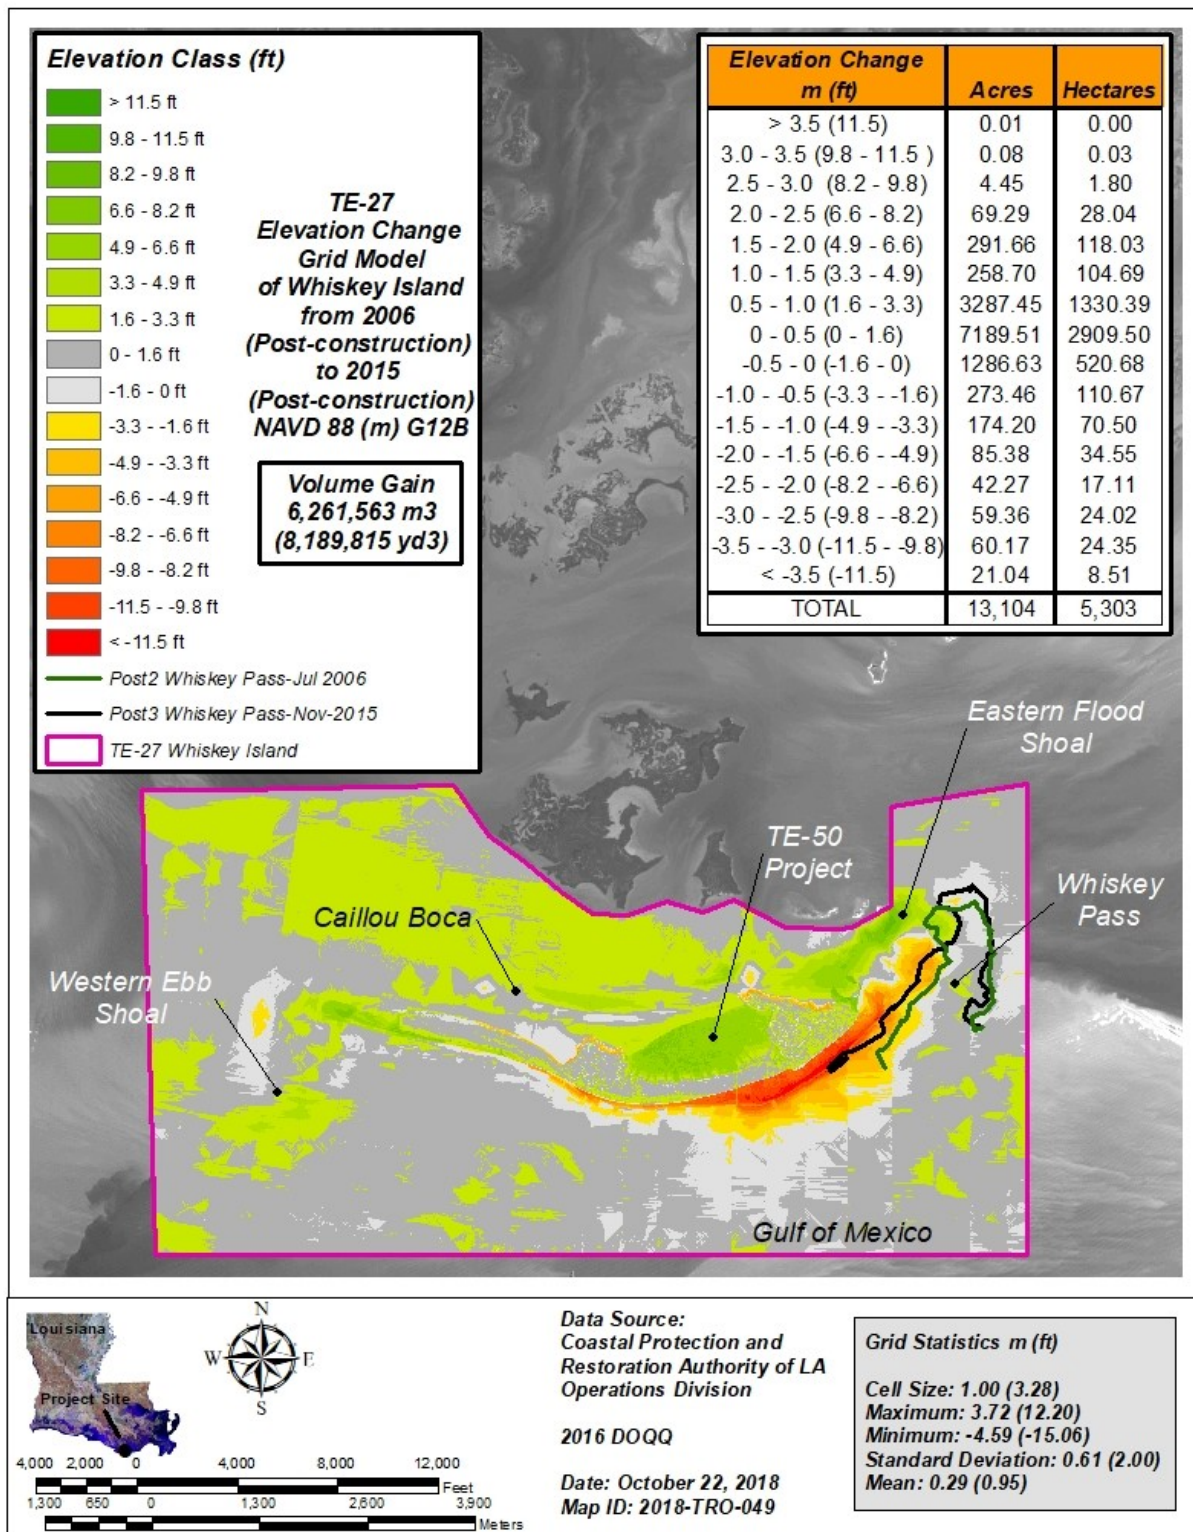 Elevation Class (ft)
> 11.5 ft
9.8 - 11.5 ft
8.2 - 9.8 ft
6.6 - 8.2 ft
4.9 - 6.6 ft
3.3 - 4.9 ft
1.6 - 3.3 ft
0 - 1.6 ft
-1.6 - 0 ft
-3.3 - -1.6 ft
-4.9 - -3.3 ft
-6.6 - -4.9 ft
-8.2 - -6.6 ft
-9.8 - -8.2 ft
-11.5 - -9.8 ft
< -11.5 ft
Post2 Whiskey Pass-Jul 2006
Post3 Whiskey Pass-Nov-2015
TE-27 Whiskey Island
TE-27
Elevation Change
Grid Model
of Whiskey Island
from 2006
(Post-construction)
to 2015
(Post-construction)
NAVD 88 (m) G12B
Volume Gain
6,261,563 m3
(8,189,815 yd3)
Elevation Change
m (ft) Acres Hectares
> 3.5 (11.5) 0.01 0.00
3.0 - 3.5 (9.8 - 11.5 ) 0.08 0.03
2.5 - 3.0 (8.2 - 9.8) 4.45 1.80
2.0 - 2.5 (6.6 - 8.2) 69.29 28.04
1.5 - 2.0 (4.9 - 6.6) 291.66 118.03
1.0 - 1.5 (3.3 - 4.9) 258.70 104.69
0.5 - 1.0 (1.6 - 3.3) 3287.45 1330.39
0 - 0.5 (0 - 1.6) 7189.51 2909.50
-0.5 - 0 (-1.6 - 0) 1286.63 520.68
-1.0 - -0.5 (-3.3 - -1.6) 273.46 110.67
-1.5 - -1.0 (-4.9 - -3.3) 174.20 70.50
-2.0 - -1.5 (-6.6 - -4.9) 85.38 34.55
-2.5 - -2.0 (-8.2 - -6.6) 42.27 17.11
-3.0 - -2.5 (-9.8 - -8.2) 59.36 24.02
-3.5 - -3.0 (-11.5 - -9.8) 60.17 24.35
< -3.5 (-11.5) 21.04 8.51
TOTAL 13,104 5,303
Eastern Flood
Shoal
TE-50
Project
Whiskey
Pass
Caillou Boca
Western Ebb
Shoal
Gulf of Mexico
Louisiana
Project Site
N
W E
S
4,000 2,000 0 4,000 8,000 12,000
Feet
1,300 650 0 1,300 2,600 3,900
Meters
Data Source:
Coastal Protection and
Restoration Authority of LA
Operations Division
2016 DOQQ
Date: October 22, 2018
Map ID: 2018-TRO-049
Grid Statistics m (ft)
Cell Size: 1.00 (3.28)
Maximum: 3.72 (12.20)
Minimum: -4.59 (-15.06)
Standard Deviation: 0.61 (2.00)
Mean: 0.29 (0.95)